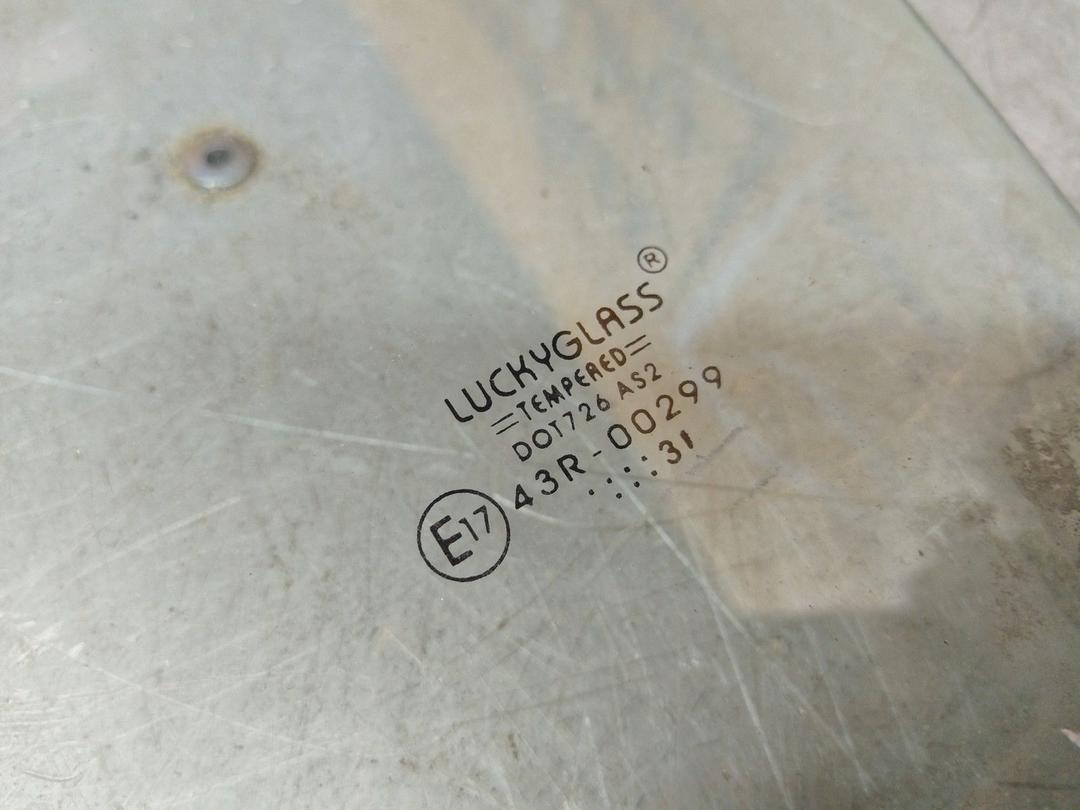 LUCKYGLASS ®
=TEMPERED=
DOT726 AS2
43R-00299
.::::31
E17